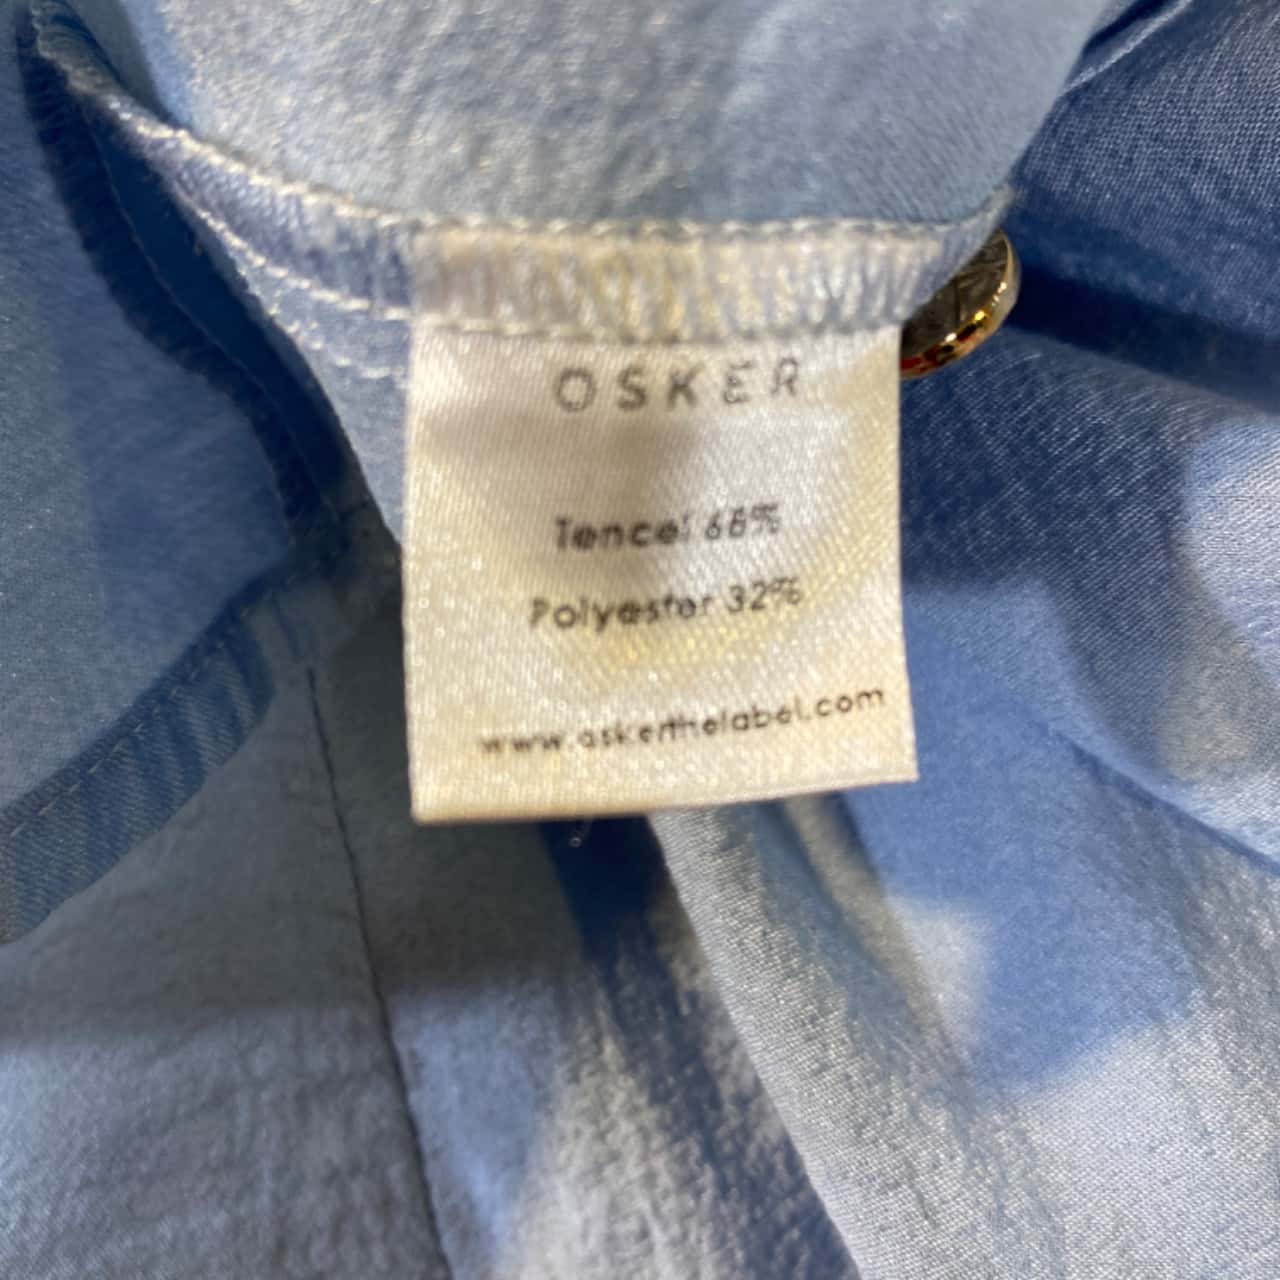 OSKER
Tencel 68%
Polyester 32%
www.oskerthelabel.com